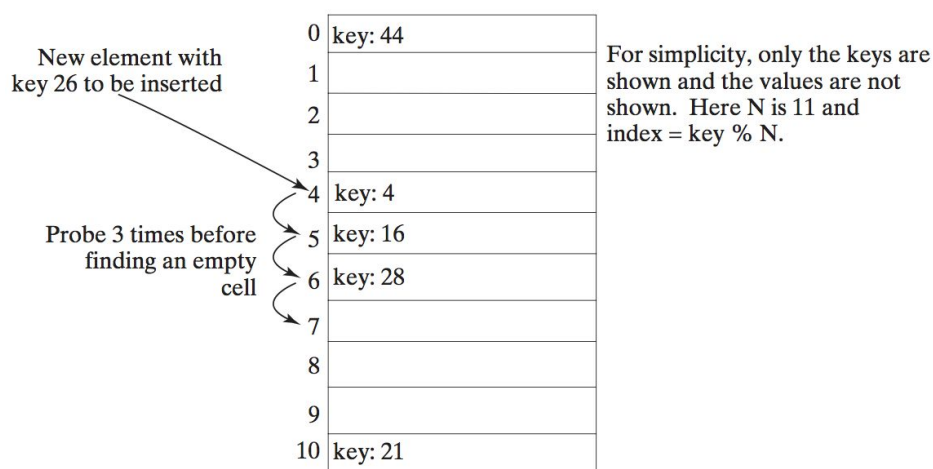 New element with
key 26 to be inserted
Probe 3 times before
finding an empty
cell
0 key: 44
1
2
3
4 key: 4
5 key: 16
6 key: 28
7
8
9
10 key: 21
For simplicity, only the keys are
shown and the values are not
shown. Here N is 11 and
index = key % N.